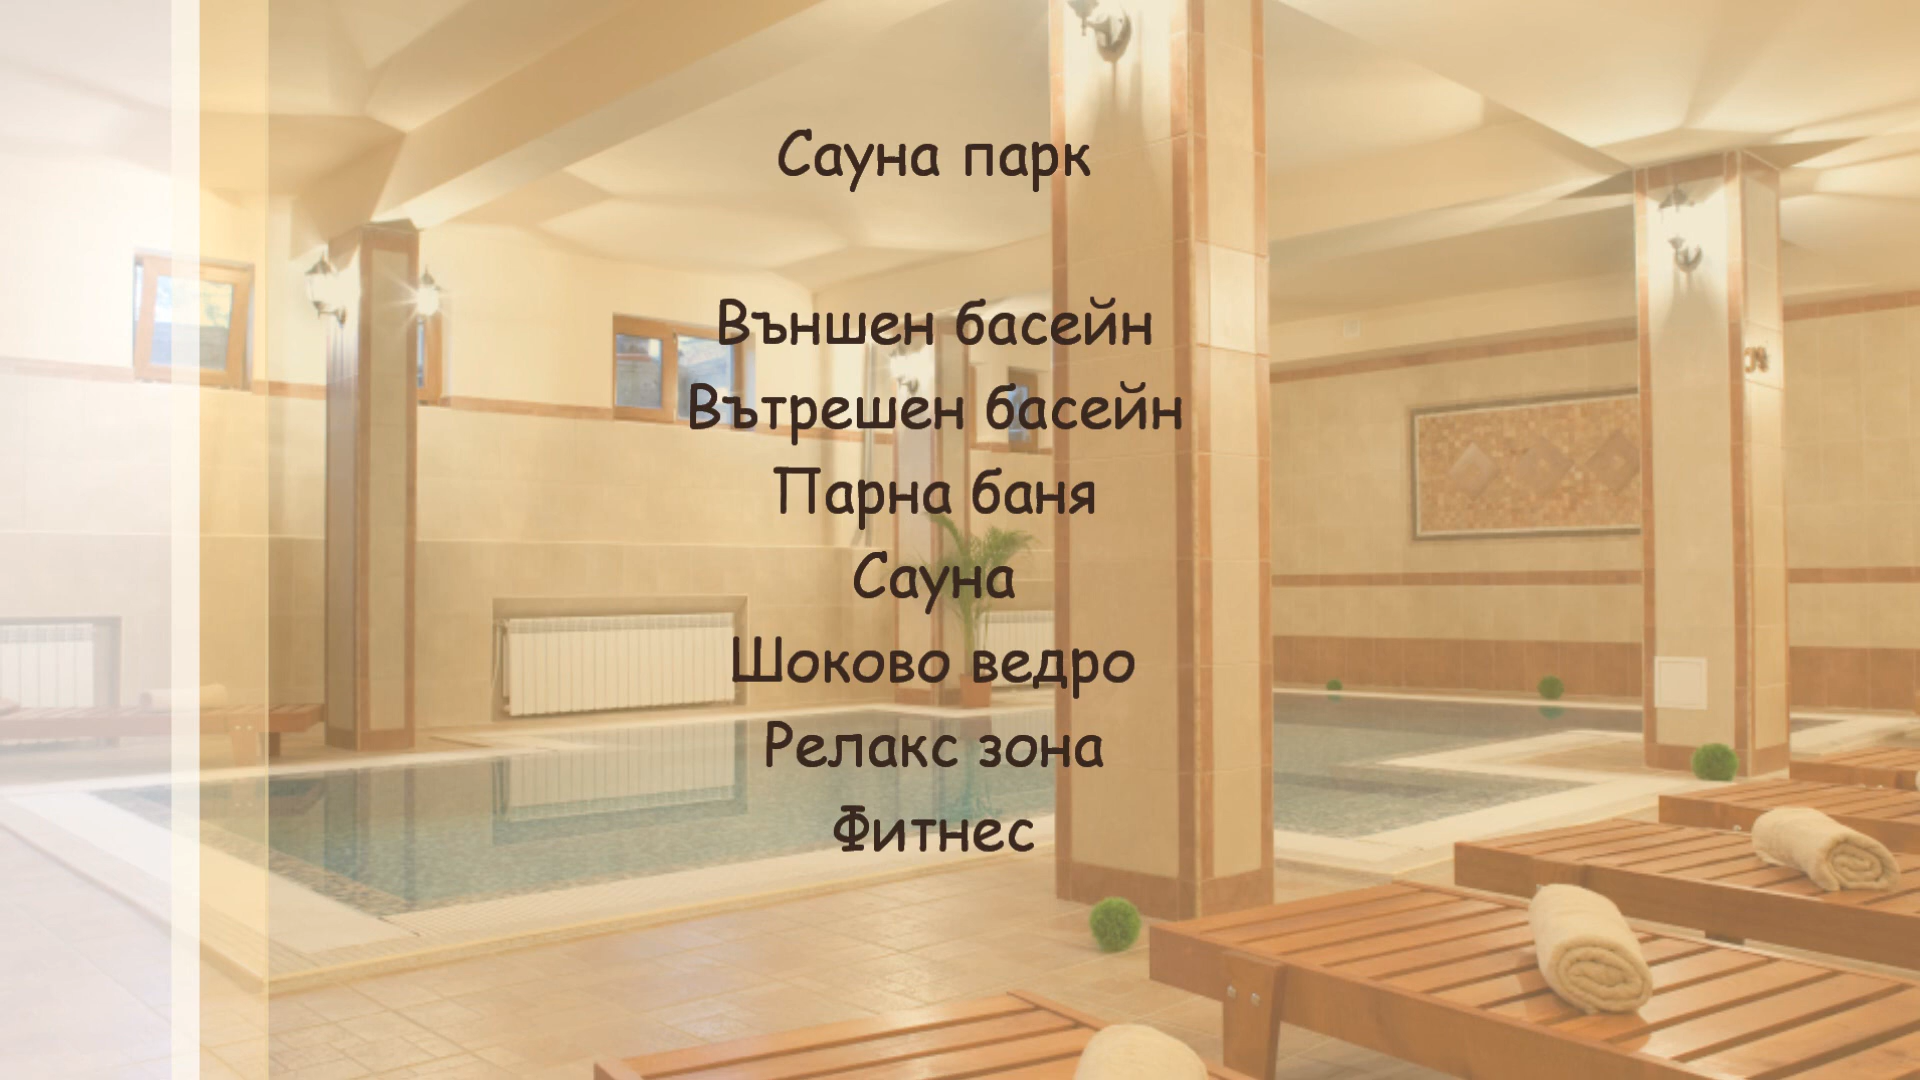 Сауна парк
Външен басейн
Вътрешен басейн
Парна баня
Сауна
Шоково ведро
Релакс зона
Фитнес